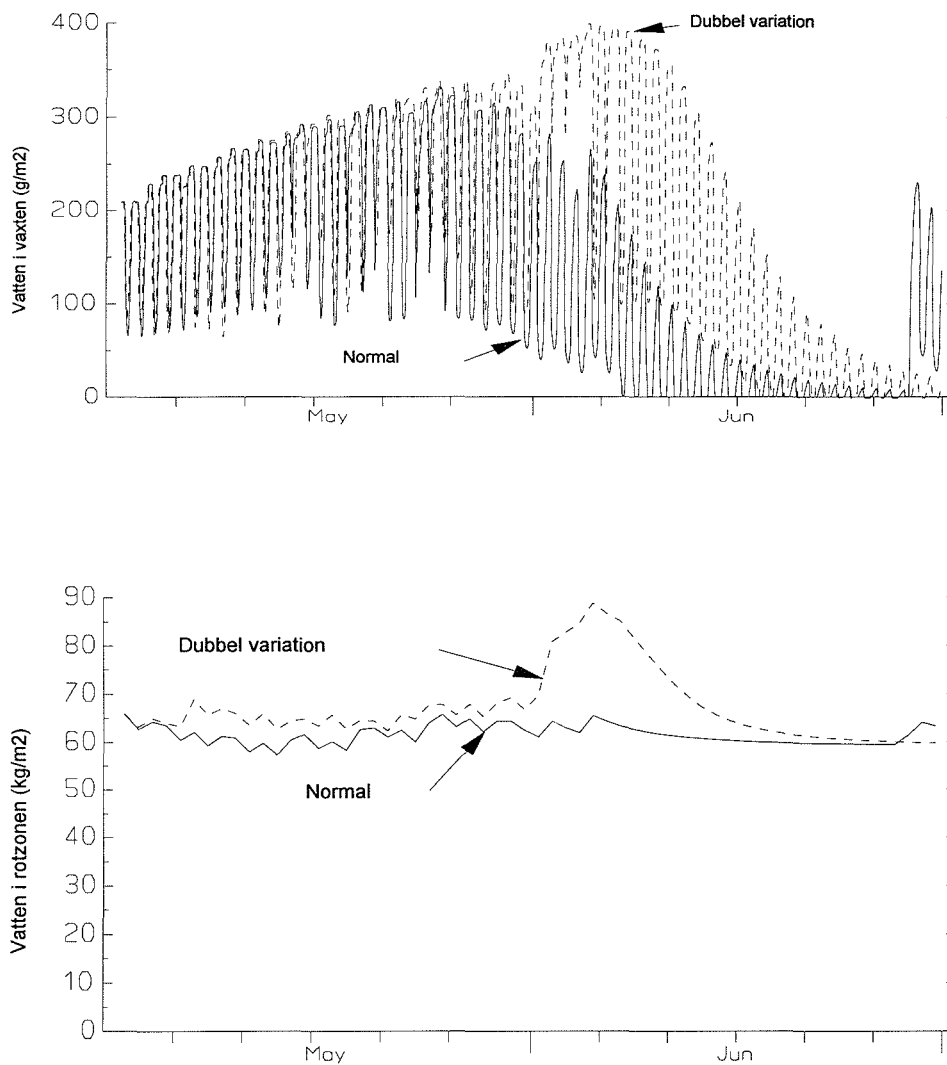 400
Dubbel variation
300
Vatten i vaxten (g/m2)
200
100
Normal
0
May
Jun
90
80
Dubbel variation
70
60
Normal
50
Vatten i rotzonen (kg/m2)
40
30
20
10
0
May
Jun